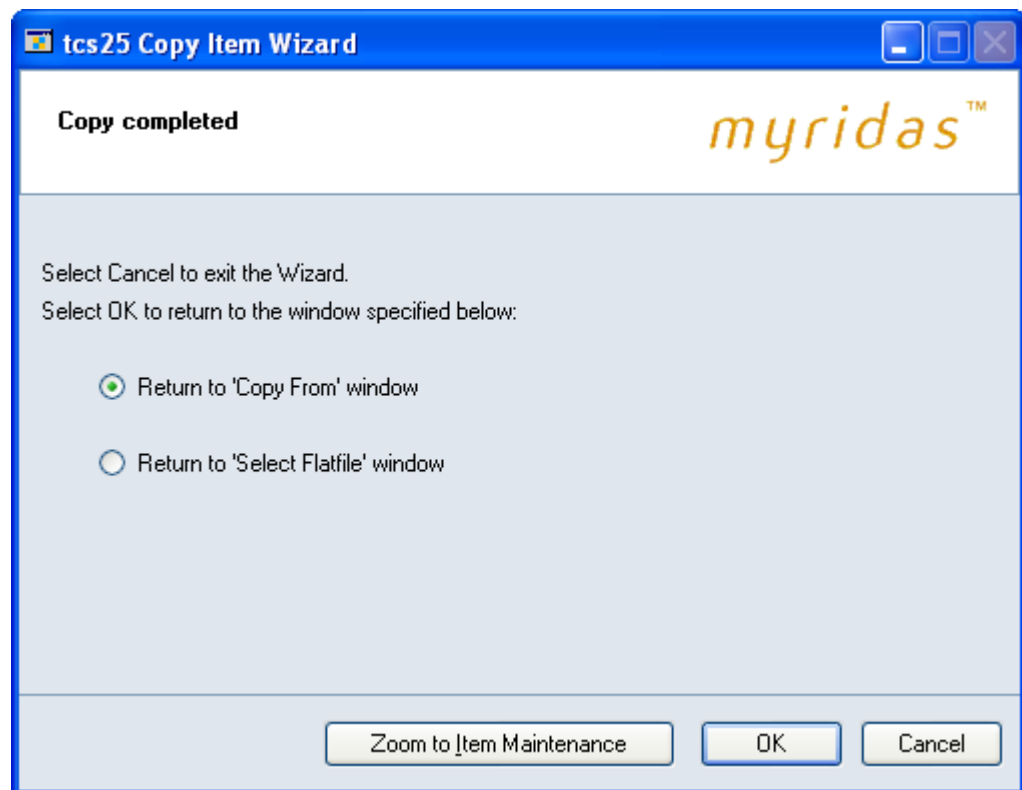 tcs25 Copy Item Wizard
Copy completed
myridas™
Select Cancel to exit the Wizard.
Select OK to return to the window specified below:
Return to 'Copy From' window
Return to 'Select Flatfile' window
Zoom to Item Maintenance
OK
Cancel